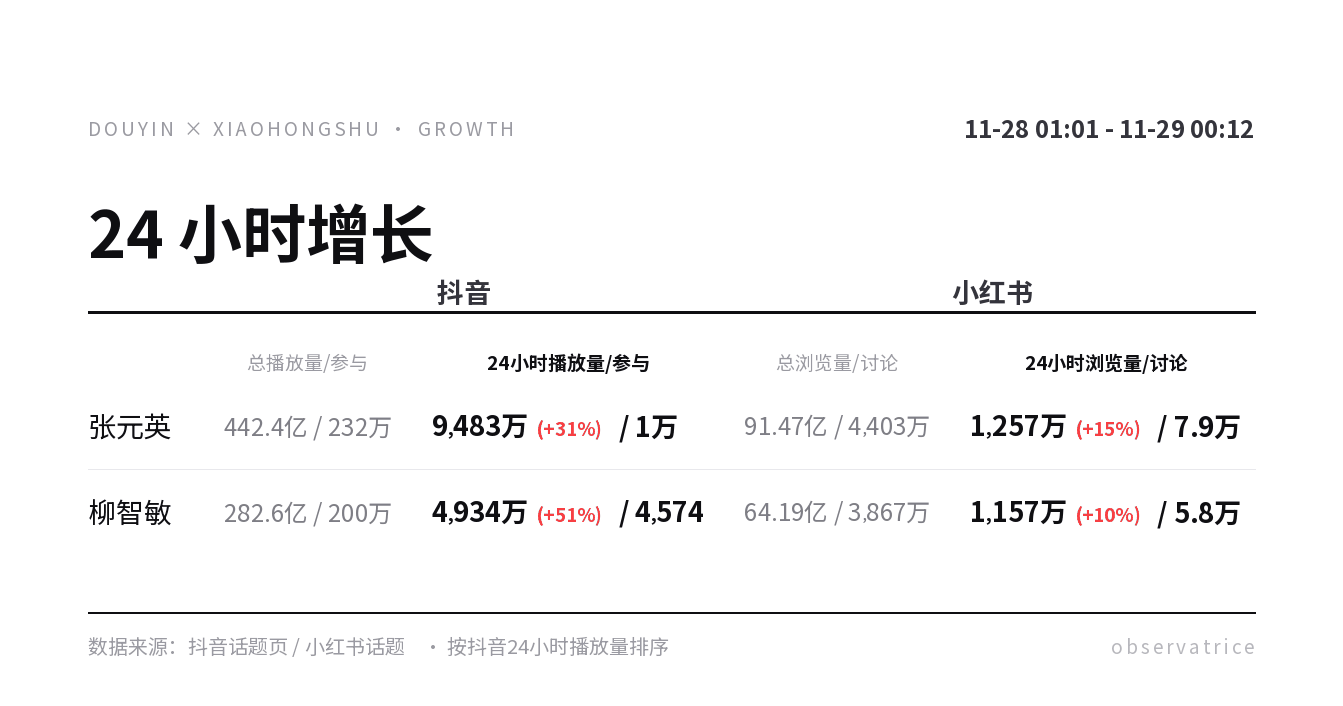 DOUYIN × XIAOHONGSHU · GROWTH 11-28 01:01 - 11-29 00:12
24 小时增长
抖音 小红书
总播放量/参与 24小时播放量/参与 总浏览量/讨论 24小时浏览量/讨论
张元英 442.4亿 / 232万 9,483万 (+31%) / 1万 91.47亿 / 4,403万 1,257万 (+15%) / 7.9万
柳智敏 282.6亿 / 200万 4,934万 (+51%) / 4,574 64.19亿 / 3,867万 1,157万 (+10%) / 5.8万
数据来源：抖音话题页 / 小红书话题 · 按抖音24小时播放量排序 observatrice